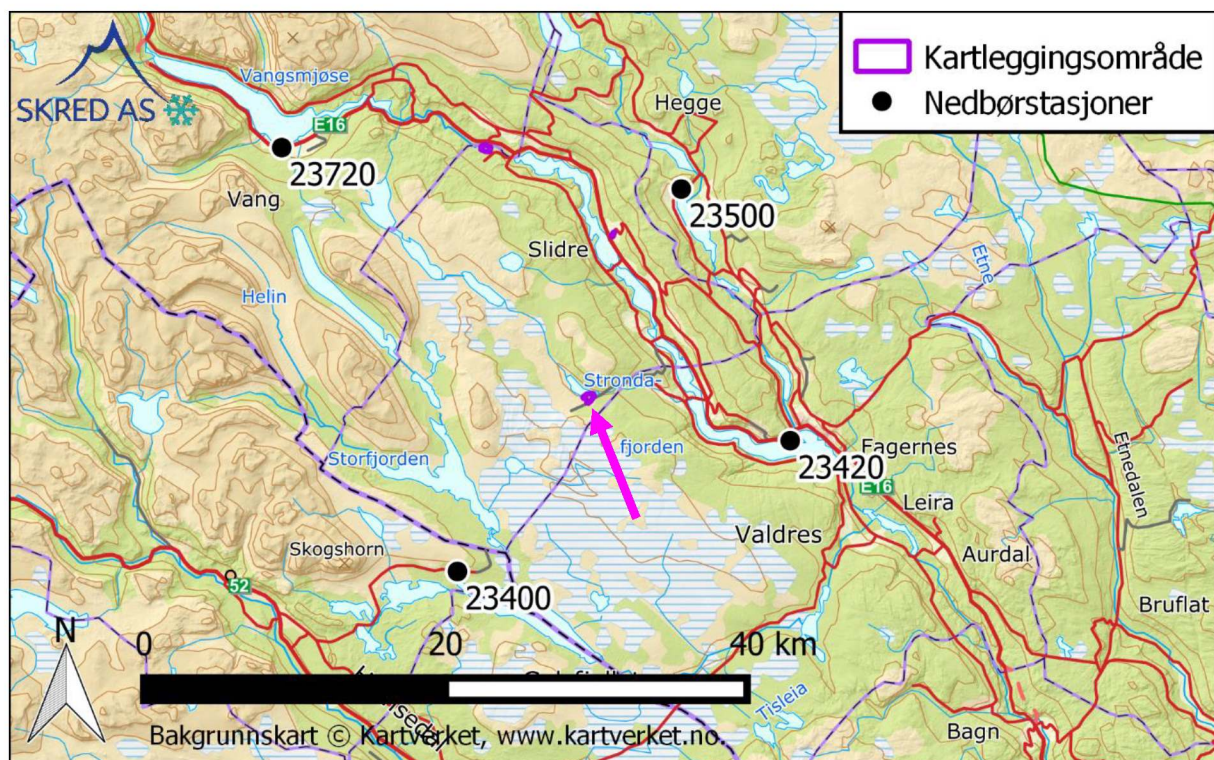 Kartleggingsområde
Nedbørstasjoner
SKRED AS
Vangsmjøse
E16
23720
Vang
Hegge
23500
Slidre
Helin
Etne
Stronda-
fjorden
Storfjorden
23420
Fagernes
E16
Leira
Etnedalen
Valdres
Aurdal
Skogshorn
52
23400
Bruflat
N
0
20
40 km
Tisleia
Bagn
Bakgrunnskart © Kartverket, www.kartverket.no.